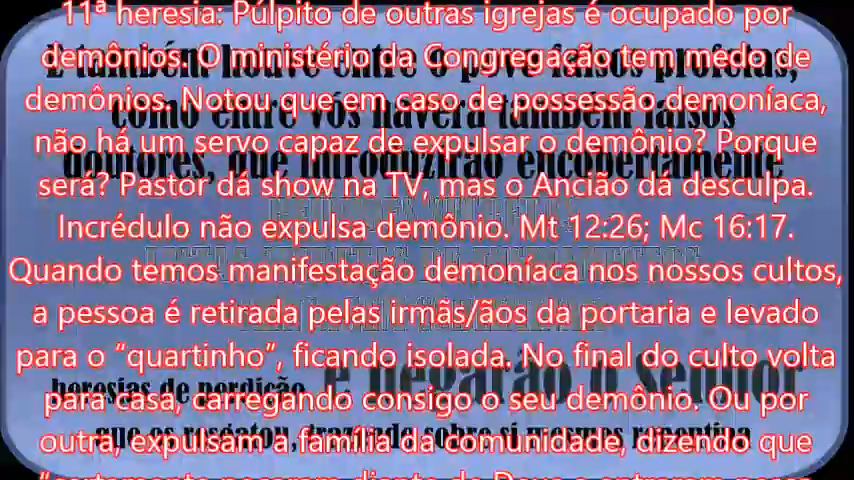 11ª heresia: Púlpito de outras igrejas é ocupado por
demônios. O ministério da Congregação tem medo de
E também houve entre o povo falsos profetas,
demônios. Notou que em caso de possessão demoníaca,
como entre vós haverá também falsos
não há um servo capaz de expulsar o demônio? Porque
doutores, que introduzirão encobertamente
será? Pastor dá show na TV, mas o Ancião dá desculpa.
Incrédulo não expulsa demônio. Mt 12:26; Mc 16:17.
Quando temos manifestação demoníaca nos nossos cultos,
a pessoa é retirada pelas irmãs/ãos da portaria e levado
para o “quartinho”, ficando isolada. No final do culto volta
heresias de perdição, e negarão o Senhor
para casa, carregando consigo o seu demônio. Ou por
que os resgatou, trazendo sobre si mesmos repentina
outra, expulsam a família da comunidade, dizendo que